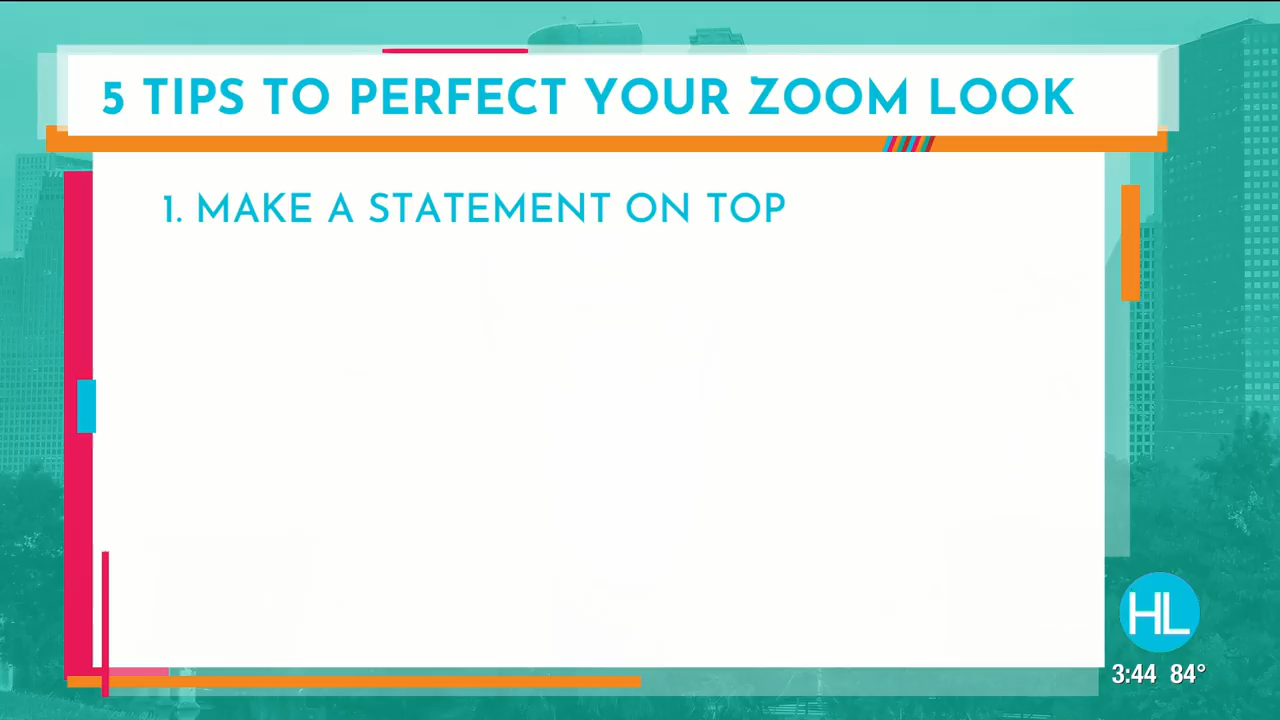 5 TIPS TO PERFECT YOUR ZOOM LOOK
1. MAKE A STATEMENT ON TOP
HL
3:44 84°